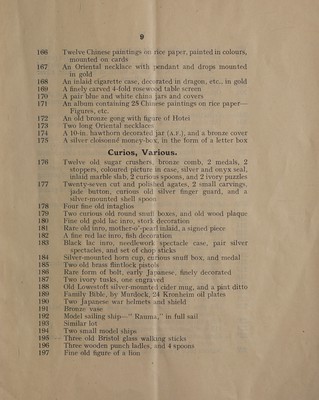 9
166 Twelve Chinese paintings on rice paper, painted in colours,
mounted on cards
167 An Oriental necklace with pendant and drops mounted
in gold
168 An inlaid cigarette case, decorated in dragon, etc., in gold
169 A finely carved 4-fold rosewood table screen
170 A pair blue and white china jars and covers
171 An album containing 28 Chinese paintings on rice paper—
Figures, etc.
172 An old bronze gong with figure of Hotei
173 Two long Oriental necklaces
174 A 10-in. hawthorn decorated jar (A.F.), and a bronze cover
175 A silver cloisonné money-box, in the form of a letter box
Curios, Various.
176 Twelve old sugar crushers, bronze comb, 2 medals, 2
stoppers, coloured picture in case, silver and onyx seal,
inlaid marble slab, 2 curious spoons, and 2 ivory puzzles
177 Twenty-seven cut and polished agates, 2 small carvings,
jade button, curious old silver finger guard, and a
silver-mounted shell spoon
178 Four fine old intaglios
179 Two curious old round snuff boxes, and old wood plaque
180 Fine old gold lac inro, stork decoration
181 Rare old inro, mother-o'-pearl inlaid, a signed piece
182 A fine red lac inro, fish decoration
183 Black lac inro, needlework spectacle case, pair silver
spectacles, and set of chop sticks
184 Silver-mounted horn cup, curious snuff box, and medal
185 Two old brass flintlock pistols
186 Rare form of belt, early Japanese, finely decorated
187 Two ivory tusks, one engraved
188 Old Lowestoft silver-mounted cider mug, and a pint ditto
189 Family Bible, by Murdock, 24 Kronheim oil plates
190 Two Japanese war helmets and shield
191 Bronze vase
192 Model sailing ship—"Rauma," in full sail
193 Similar lot
194 Two small model ships
195 Three old Bristol glass walking sticks
196 Three wooden punch ladles, and 4 spoons
197 Fine old figure of a lion